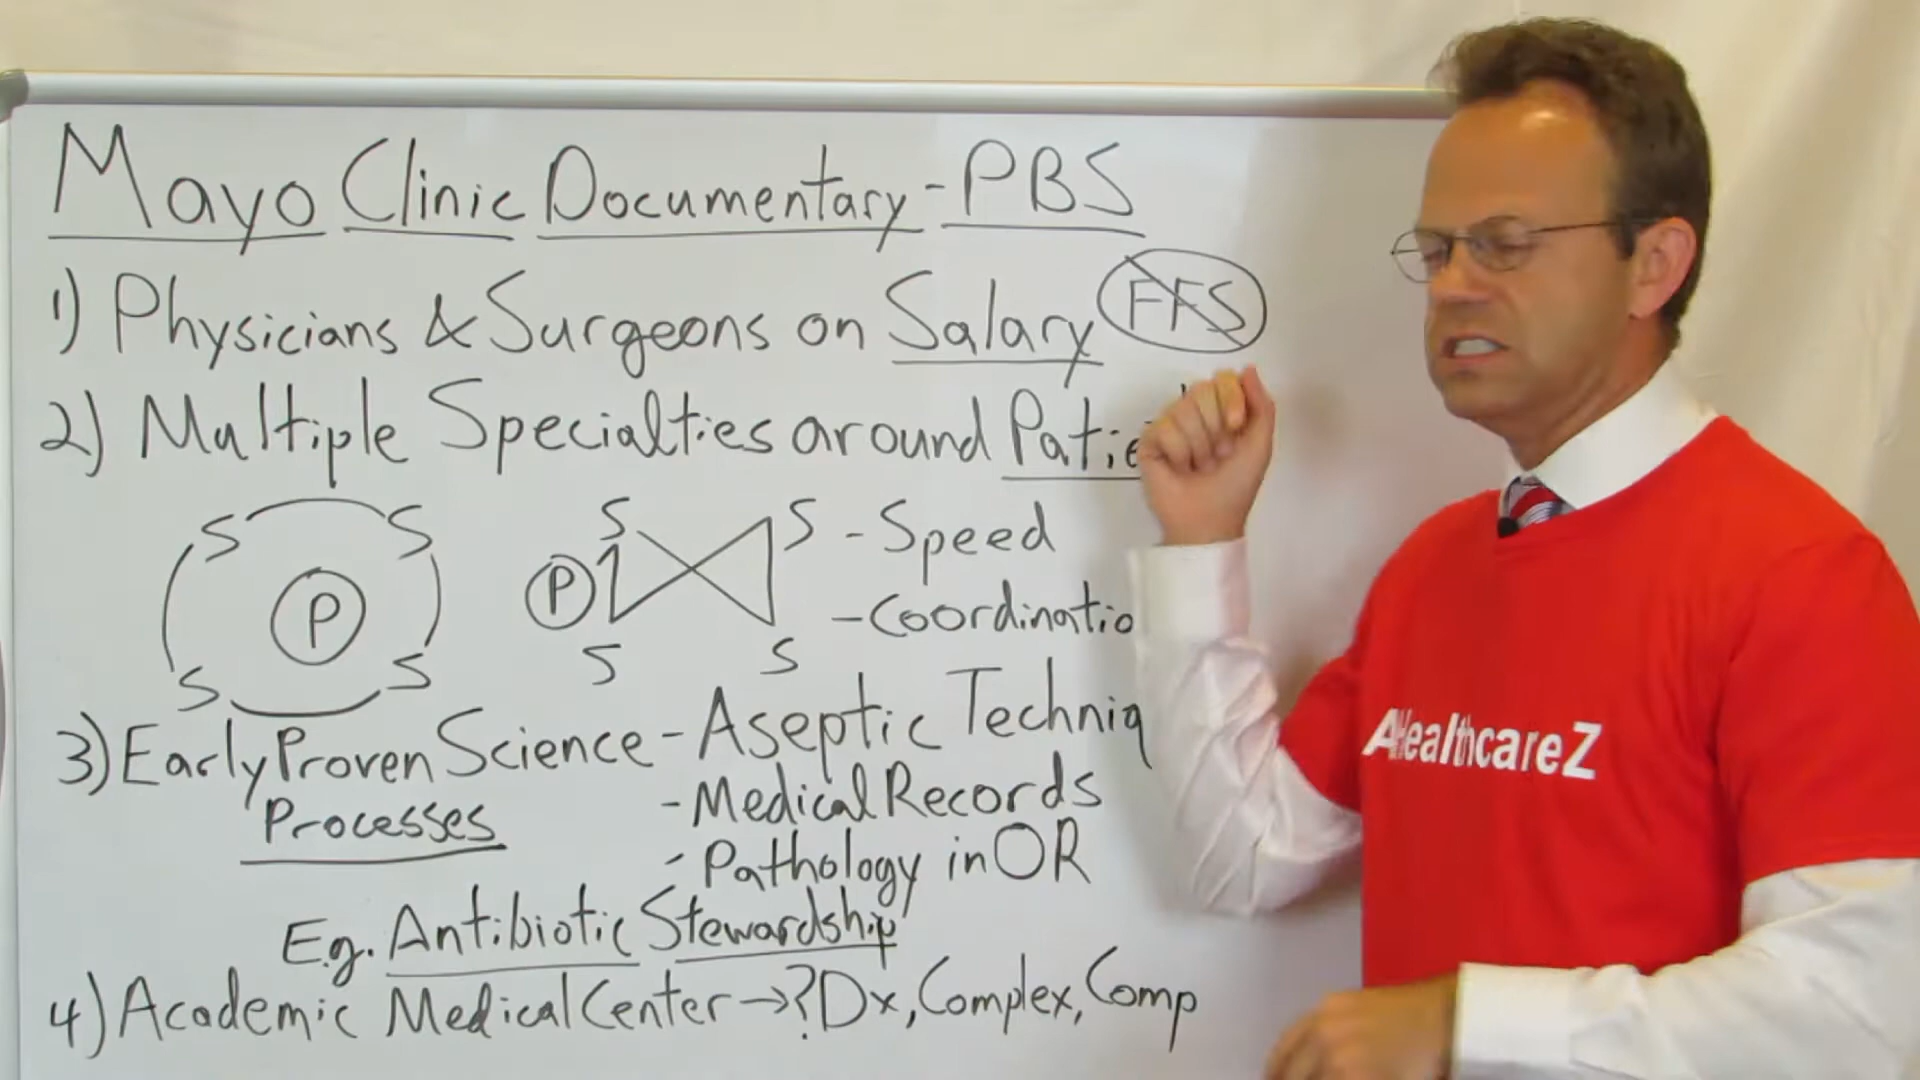 Mayo Clinic Documentary - PBS
1) Physicians & Surgeons on Salary FFS
2) Multiple Specialties around
S S S S - Speed
P P
S S S S
3) Early Proven Science - Aseptic
Processes - Medical Records
- Pathology in OR
E.g. Antibiotic Stewardship
4) Academic Medical Center → ? Dx, Complex, Comp
AHealthcareZ